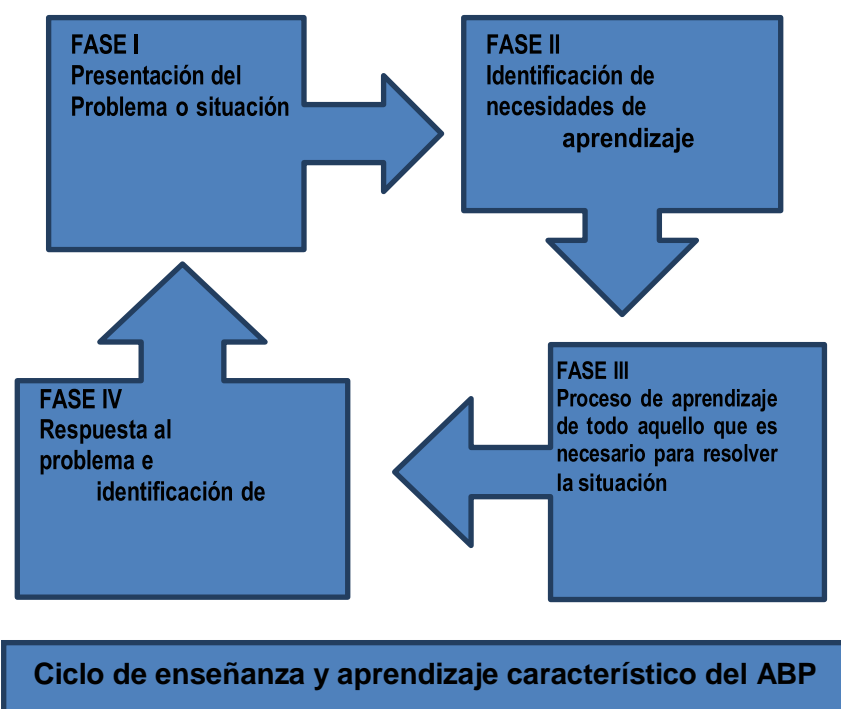 FASE I
Presentación del
Problema o situación
FASE II
Identificación de
necesidades de
aprendizaje
FASE III
Proceso de aprendizaje
de todo aquello que es
necesario para resolver
la situación
FASE IV
Respuesta al
problema e
identificación de
Ciclo de enseñanza y aprendizaje característico del ABP